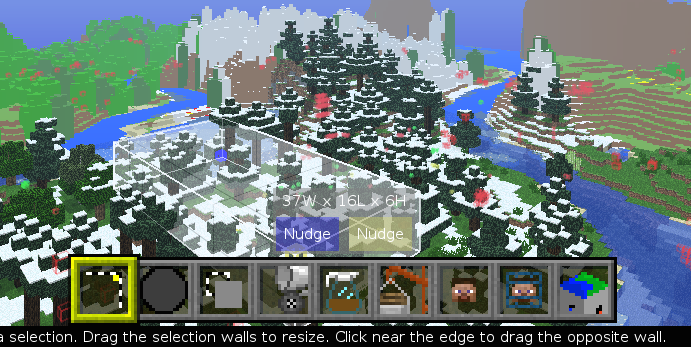 37W x 16L x 6H
Nudge Nudge
a selection. Drag the selection walls to resize. Click near the edge to drag the opposite wall.